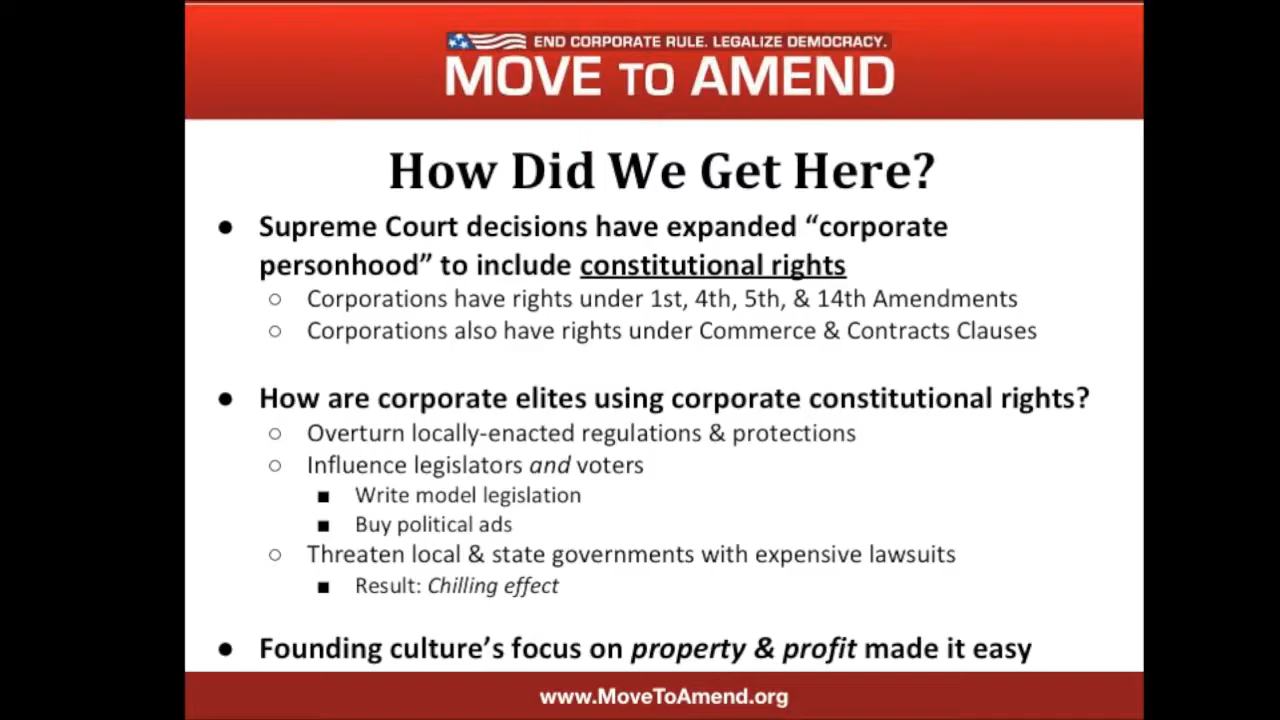 END CORPORATE RULE. LEGALIZE DEMOCRACY.
MOVE TO AMEND
How Did We Get Here?
● Supreme Court decisions have expanded “corporate
personhood” to include constitutional rights
○ Corporations have rights under 1st, 4th, 5th, & 14th Amendments
○ Corporations also have rights under Commerce & Contracts Clauses
● How are corporate elites using corporate constitutional rights?
○ Overturn locally-enacted regulations & protections
○ Influence legislators and voters
■ Write model legislation
■ Buy political ads
○ Threaten local & state governments with expensive lawsuits
■ Result: Chilling effect
● Founding culture’s focus on property & profit made it easy
www.MoveToAmend.org